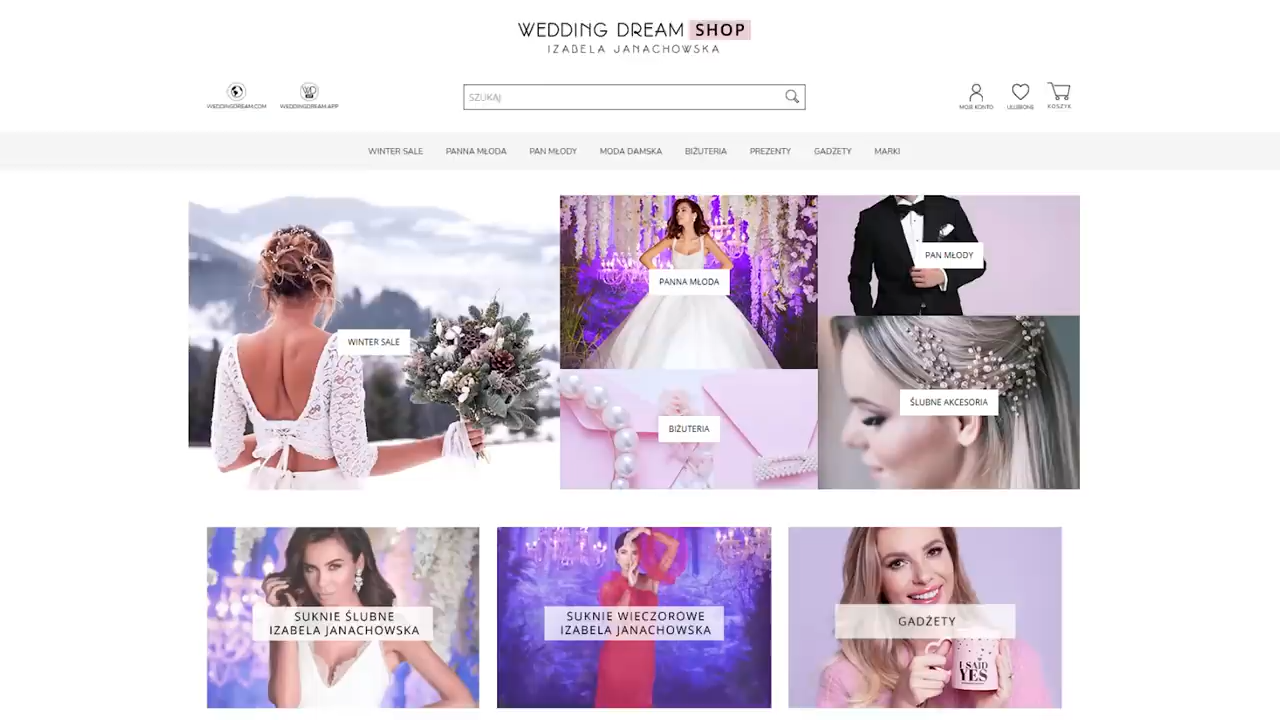 WEDDING DREAM SHOP
IZABELA JANACHOWSKA
WEDDINGDREAM.COM
WEDDINGDREAM.APP
SZUKAJ
MOJE KONTO
ULUBIONE
KOSZYK
WINTER SALE
PANNA MŁODA
PAN MŁODY
MODA DAMSKA
BIŻUTERIA
PREZENTY
GADŻETY
MARKI
WINTER SALE
PANNA MŁODA
PAN MŁODY
BIŻUTERIA
ŚLUBNE AKCESORIA
SUKNIE ŚLUBNE
IZABELA JANACHOWSKA
SUKNIE WIECZOROWE
IZABELA JANACHOWSKA
GADŻETY
I SAID
YES